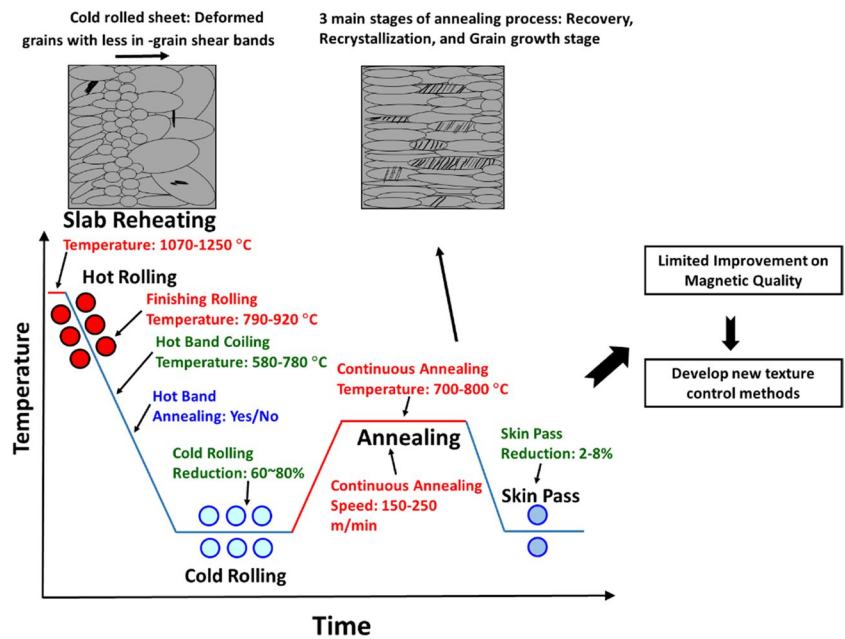 Cold rolled sheet: Deformed
grains with less in -grain shear bands
3 main stages of annealing process: Recovery,
Recrystallization, and Grain growth stage
Slab Reheating
Temperature: 1070-1250 °C
Hot Rolling
Finishing Rolling
Temperature: 790-920 °C
Hot Band Coiling
Temperature: 580-780 °C
Hot Band
Annealing: Yes/No
Cold Rolling
Reduction: 60~80%
Cold Rolling
Continuous Annealing
Temperature: 700-800 °C
Annealing
Continuous Annealing
Speed: 150-250
m/min
Skin Pass
Reduction: 2-8%
Skin Pass
Limited Improvement on
Magnetic Quality
Develop new texture
control methods
Temperature
Time